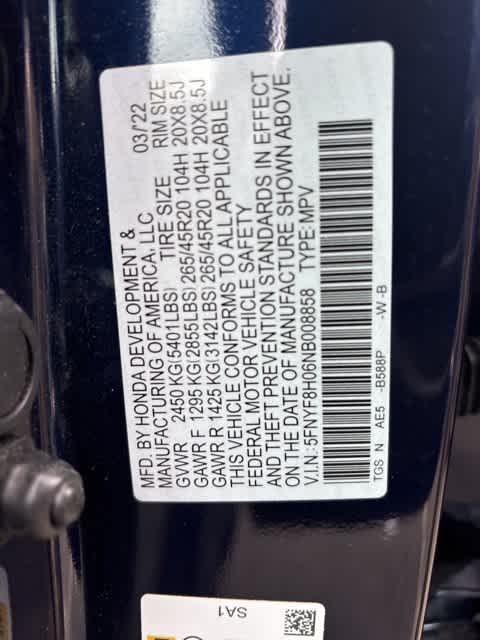 MFD. BY HONDA DEVELOPMENT &
MANUFACTURING OF AMERICA, LLC 03/'22
TIRE SIZE RIM SIZE
GVWR 2450 KG(5401LBS)
GAWR F 1295 KG(2855LBS) 265/45R20 104H 20X8.5J
GAWR R 1425 KG(3142LBS) 265/45R20 104H 20X8.5J
THIS VEHICLE CONFORMS TO ALL APPLICABLE
FEDERAL MOTOR VEHICLE SAFETY
AND THEFT PREVENTION STANDARDS IN EFFECT
ON THE DATE OF MANUFACTURE SHOWN ABOVE.
V.I.N.: 5FNYF8H06NB008858 TYPE:MPV
TGS N AE5 -B588P -W -B
SA1